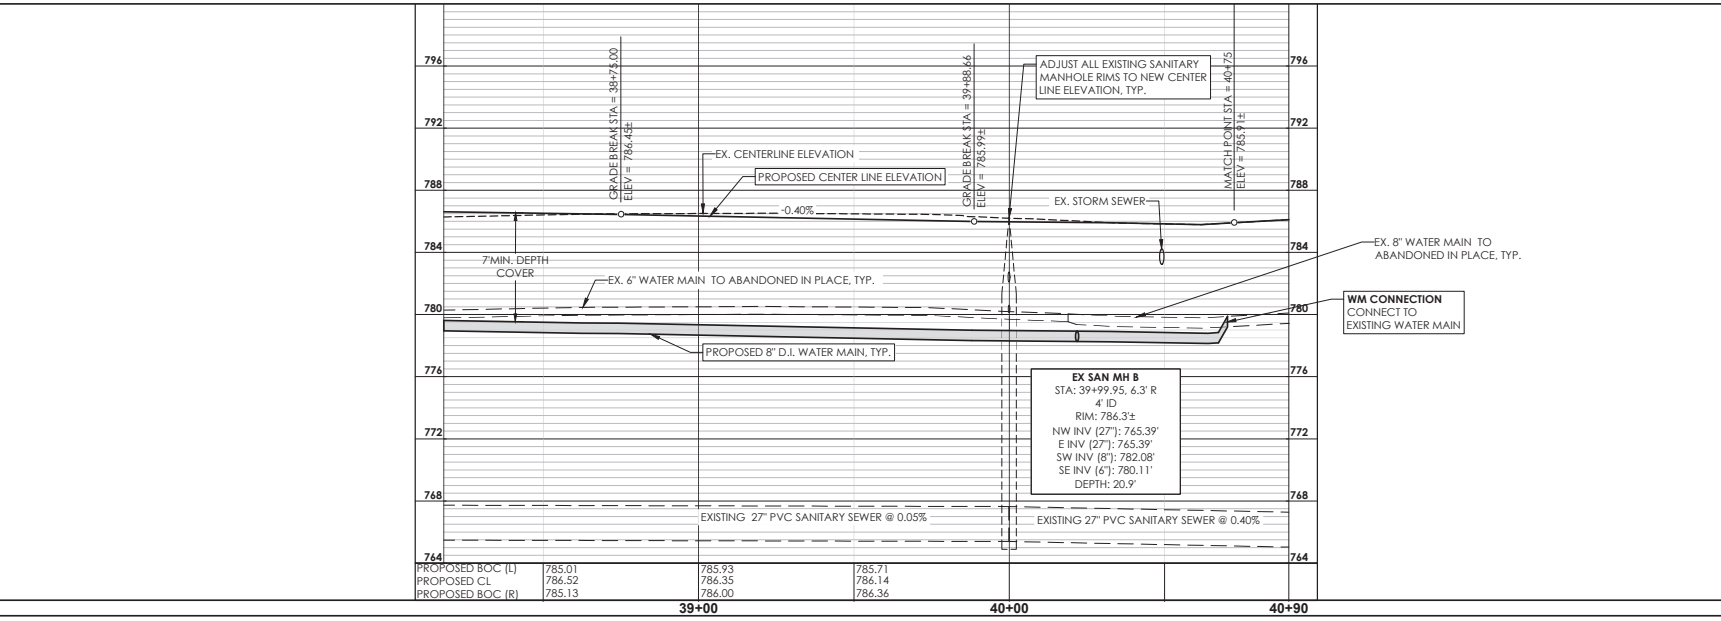 796
792
788
784
780
776
772
768
764
796
792
788
784
780
776
772
768
764
GRADE BREAK STA = 38+75.00
ELEV = 786.45±
GRADE BREAK STA = 39+88.66
ELEV = 785.99±
MATCH POINT STA = 40+75
ELEV = 785.91±
ADJUST ALL EXISTING SANITARY
MANHOLE RIMS TO NEW CENTER
LINE ELEVATION, TYP.
EX. CENTERLINE ELEVATION
PROPOSED CENTER LINE ELEVATION
-0.40%
EX. STORM SEWER
7'MIN. DEPTH
COVER
EX. 6" WATER MAIN TO ABANDONED IN PLACE, TYP.
EX. 8" WATER MAIN TO
ABANDONED IN PLACE, TYP.
WM CONNECTION
CONNECT TO
EXISTING WATER MAIN
PROPOSED 8" D.I. WATER MAIN, TYP.
EX SAN MH B
STA: 39+99.95, 6.3' R
4' ID
RIM: 786.3'±
NW INV (27"): 765.39'
E INV (27"): 765.39'
SW INV (8"): 782.08'
SE INV (6"): 780.11'
DEPTH: 20.9'
EXISTING 27" PVC SANITARY SEWER @ 0.05%
EXISTING 27" PVC SANITARY SEWER @ 0.40%
PROPOSED BOC (L) 785.01 785.93 785.71
PROPOSED CL 786.52 786.35 786.14
PROPOSED BOC (R) 785.13 786.00 786.36
39+00 40+00 40+90